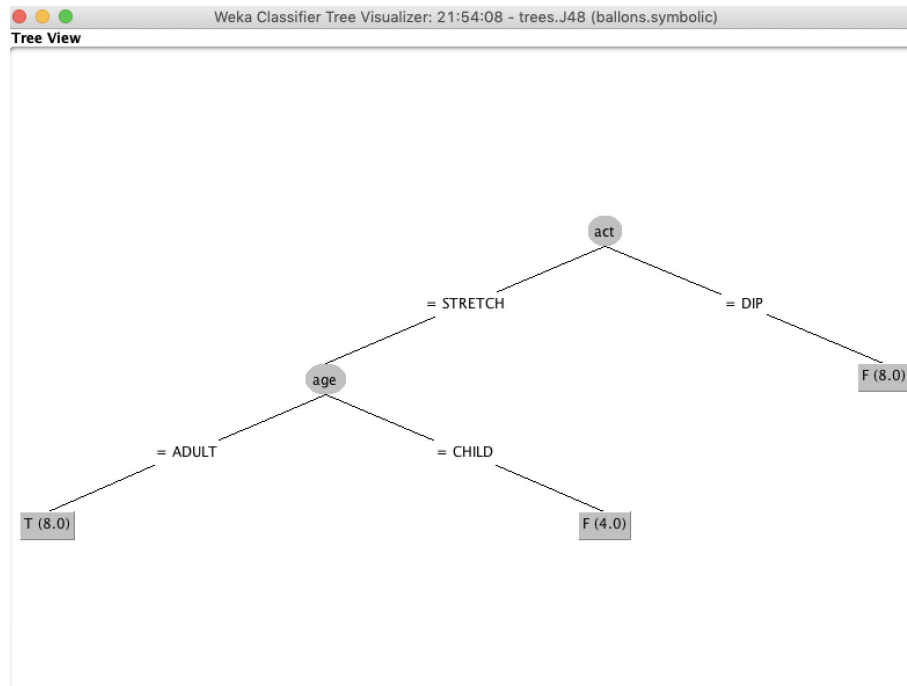 Weka Classifier Tree Visualizer: 21:54:08 - trees.J48 (ballons.symbolic)
Tree View
act
= STRETCH
= DIP
age
F (8.0)
= ADULT
= CHILD
T (8.0)
F (4.0)